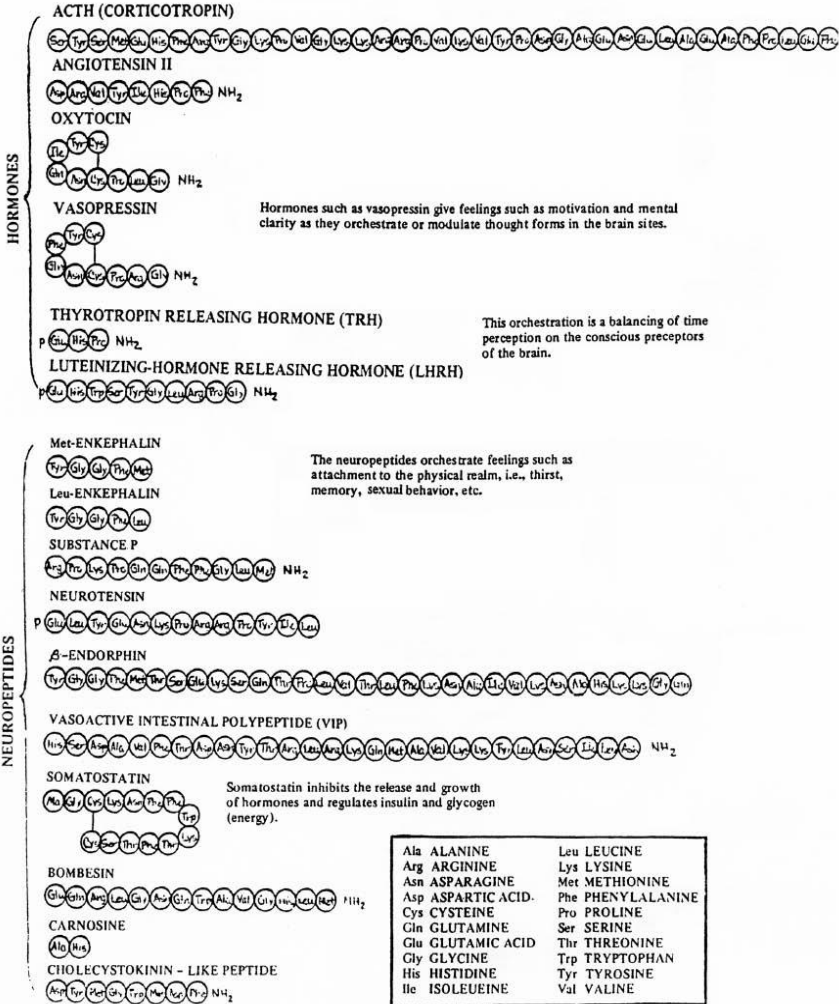 ACTH (CORTICOTROPIN)
Ser Tyr Ser Met Glu His Phe Arg Tyr Gly Lys Pro Val Gly Lys Lys Arg Arg Pro Val Lys Val Tyr Pro Asn Gly Ala Glu Asn Glu Leu Ala Glu Ala Phe Pro Leu Glu Phe
ANGIOTENSIN II
Asp Arg Val Tyr Ile His Pro Phe NH2
OXYTOCIN
Ile Tyr Cys
Gln Asn Cys Pro Leu Gly NH2
VASOPRESSIN
Hormones such as vasopressin give feelings such as motivation and mental
clarity as they orchestrate or modulate thought forms in the brain sites.
Phe Tyr Cys
Gln Asn Cys Pro Arg Gly NH2
HORMONES
THYROTROPIN RELEASING HORMONE (TRH)
p Glu His Pro NH2
This orchestration is a balancing of time
perception on the conscious preceptors
of the brain.
LUTEINIZING-HORMONE RELEASING HORMONE (LHRH)
p Glu His Trp Ser Tyr Gly Leu Arg Pro Gly NH2
Met-ENKEPHALIN
Tyr Gly Gly Phe Met
The neuropeptides orchestrate feelings such as
attachment to the physical realm, i.e., thirst,
memory, sexual behavior, etc.
Leu-ENKEPHALIN
Tyr Gly Gly Phe Leu
SUBSTANCE P
Arg Pro Lys Pro Gln Gln Phe Phe Gly Leu Met NH2
NEUROTENSIN
p Glu Leu Tyr Glu Asn Lys Pro Arg Arg Pro Tyr Ile Leu
NEUROPEPTIDES
β-ENDORPHIN
Tyr Gly Gly Phe Met Thr Ser Glu Lys Ser Gln Thr Pro Leu Val Thr Leu Phe Lys Asn Ala Ile Val Lys Asn Ala His Lys Lys Gly Gln
VASOACTIVE INTESTINAL POLYPEPTIDE (VIP)
His Ser Asp Ala Val Phe Thr Asp Asn Tyr Thr Arg Leu Arg Lys Gln Met Ala Val Lys Lys Tyr Leu Asn Ser Ile Leu Asn NH2
SOMATOSTATIN
Ala Gly Cys Lys Asn Phe Phe
Trp
Cys Ser Thr Phe Thr Lys
Somatostatin inhibits the release and growth
of hormones and regulates insulin and glycogen
(energy).
BOMBESIN
Glu Gln Arg Leu Gly Asn Gln Trp Ala Val Gly His Leu Met NH2
CARNOSINE
Ala His
CHOLECYSTOKININ - LIKE PEPTIDE
Asp Tyr Met Gly Trp Met Asp Phe NH2
Ala ALANINE
Arg ARGININE
Asn ASPARAGINE
Asp ASPARTIC ACID.
Cys CYSTEINE
Gln GLUTAMINE
Glu GLUTAMIC ACID
Gly GLYCINE
His HISTIDINE
Ile ISOLEUEINE
Leu LEUCINE
Lys LYSINE
Met METHIONINE
Phe PHENYLALANINE
Pro PROLINE
Ser SERINE
Thr THREONINE
Trp TRYPTOPHAN
Tyr TYROSINE
Val VALINE